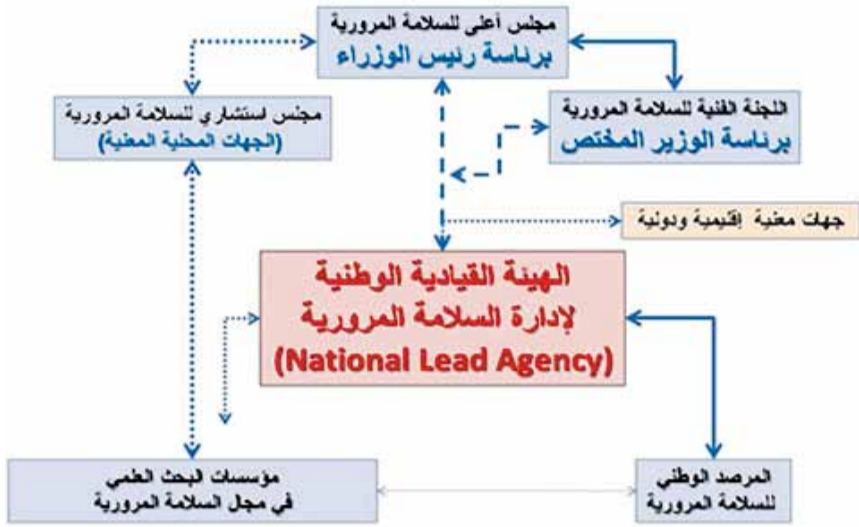 مجلس أعلى للسلامة المرورية
برئاسة رئيس الوزراء
اللجنة الفنية للسلامة المرورية
برئاسة الوزير المختص
مجلس استشاري للسلامة المرورية
(الجهات المحلية المعنية)
جهات معنية إقليمية ودولية
الهيئة القيادية الوطنية
لإدارة السلامة المرورية
(National Lead Agency)
المرصد الوطني
للسلامة المرورية
مؤسسات البحث العلمي
في مجال السلامة المرورية